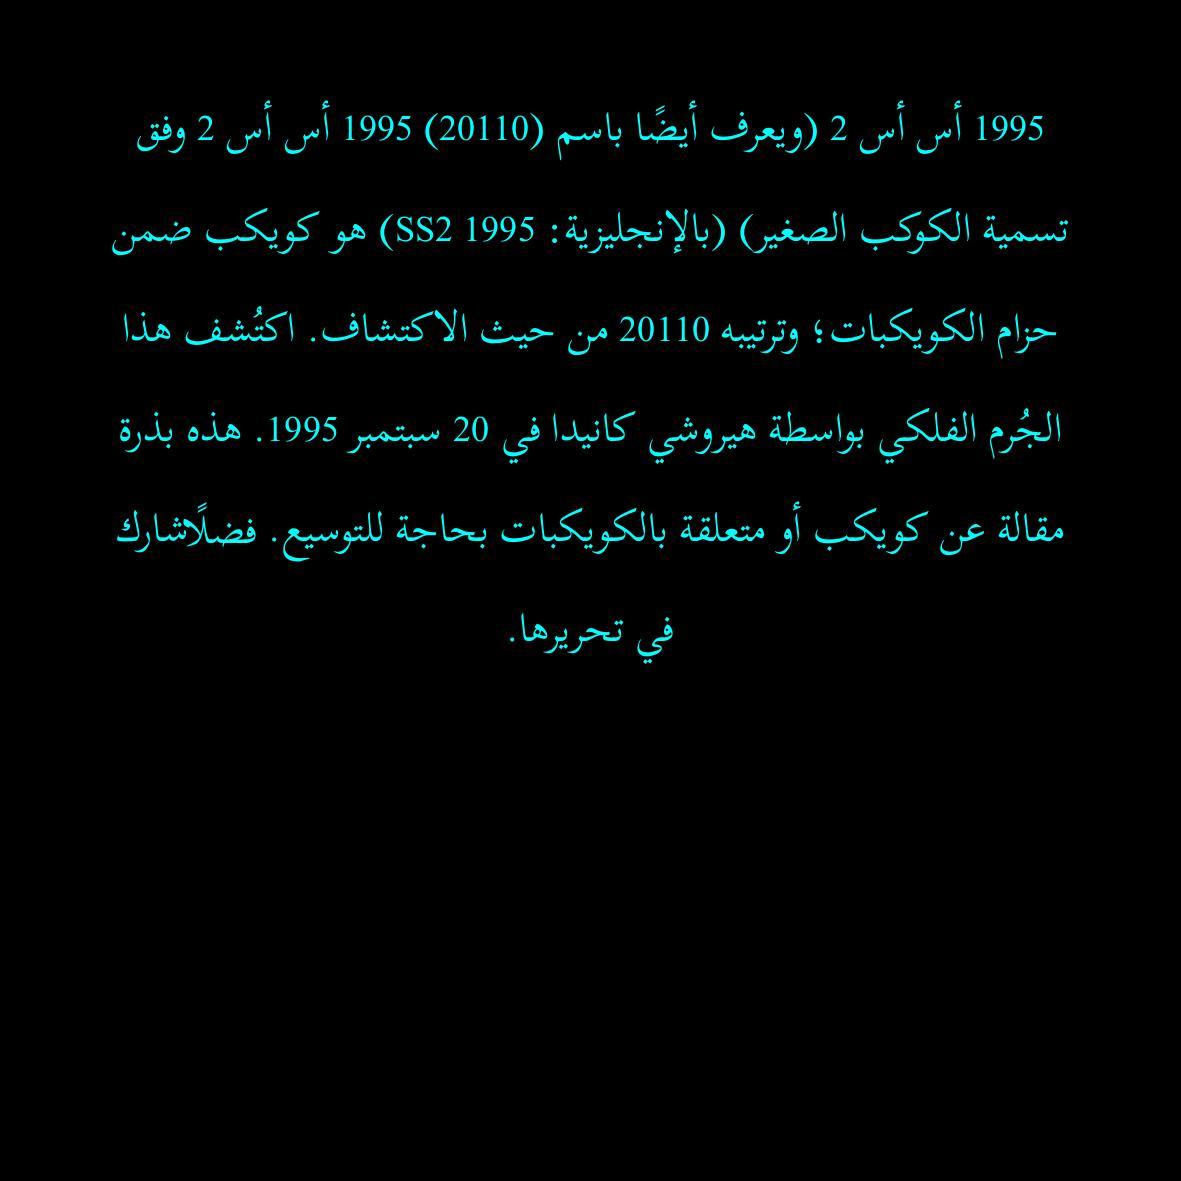 1995 أس أس 2 (ويعرف أيضًا باسم (20110) 1995 أس أس 2 وفق
تسمية الكوكب الصغير) (بالإنجليزية: 1995 SS2) هو كويكب ضمن
حزام الكويكبات؛ وترتيبه 20110 من حيث الاكتشاف. اكتُشف هذا
الجُرم الفلكي بواسطة هيروشي كانيدا في 20 سبتمبر 1995. هذه بذرة
مقالة عن كويكب أو متعلقة بالكويكبات بحاجة للتوسيع. فضلًاشارك
في تحريرها.